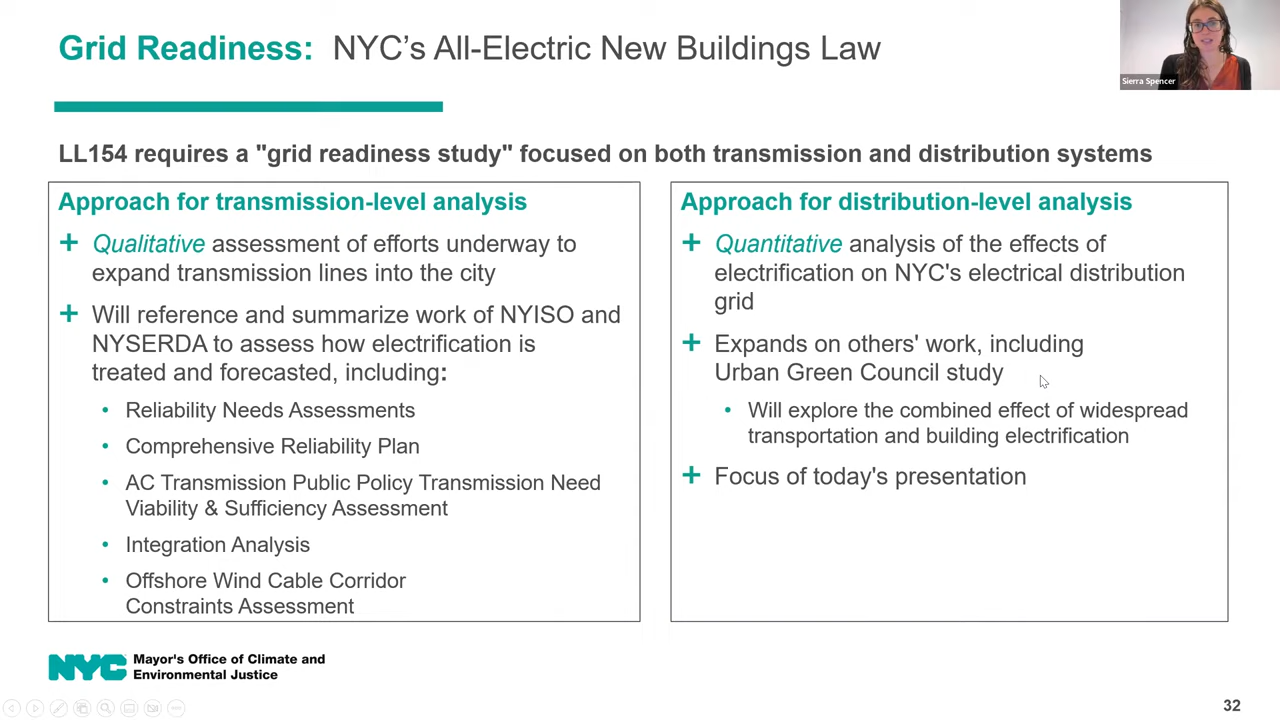 Grid Readiness: NYC's All-Electric New Buildings Law
Sierra Spencer
LL154 requires a "grid readiness study" focused on both transmission and distribution systems
Approach for transmission-level analysis
+ Qualitative assessment of efforts underway to
expand transmission lines into the city
+ Will reference and summarize work of NYISO and
NYSERDA to assess how electrification is
treated and forecasted, including:
• Reliability Needs Assessments
• Comprehensive Reliability Plan
• AC Transmission Public Policy Transmission Need
Viability & Sufficiency Assessment
• Integration Analysis
• Offshore Wind Cable Corridor
Constraints Assessment
Approach for distribution-level analysis
+ Quantitative analysis of the effects of
electrification on NYC's electrical distribution
grid
+ Expands on others' work, including
Urban Green Council study
• Will explore the combined effect of widespread
transportation and building electrification
+ Focus of today's presentation
NYC
Mayor's Office of Climate and
Environmental Justice
32